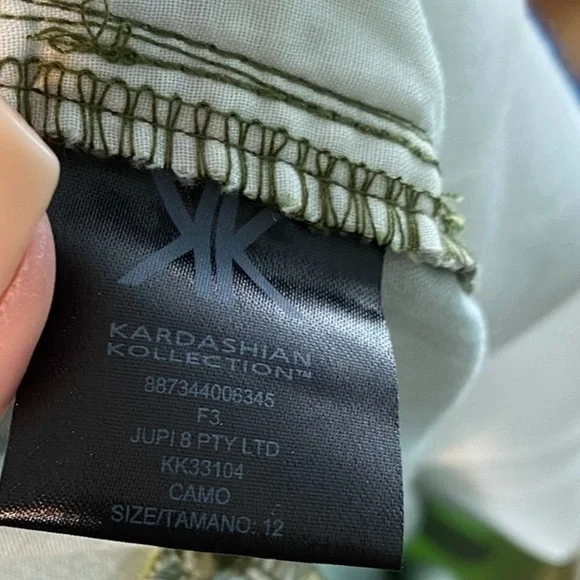 KK
KARDASHIAN
KOLLECTION™
887344006345
F3.
JUPI 8 PTY LTD
KK33104
CAMO
SIZE/TAMANO: 12